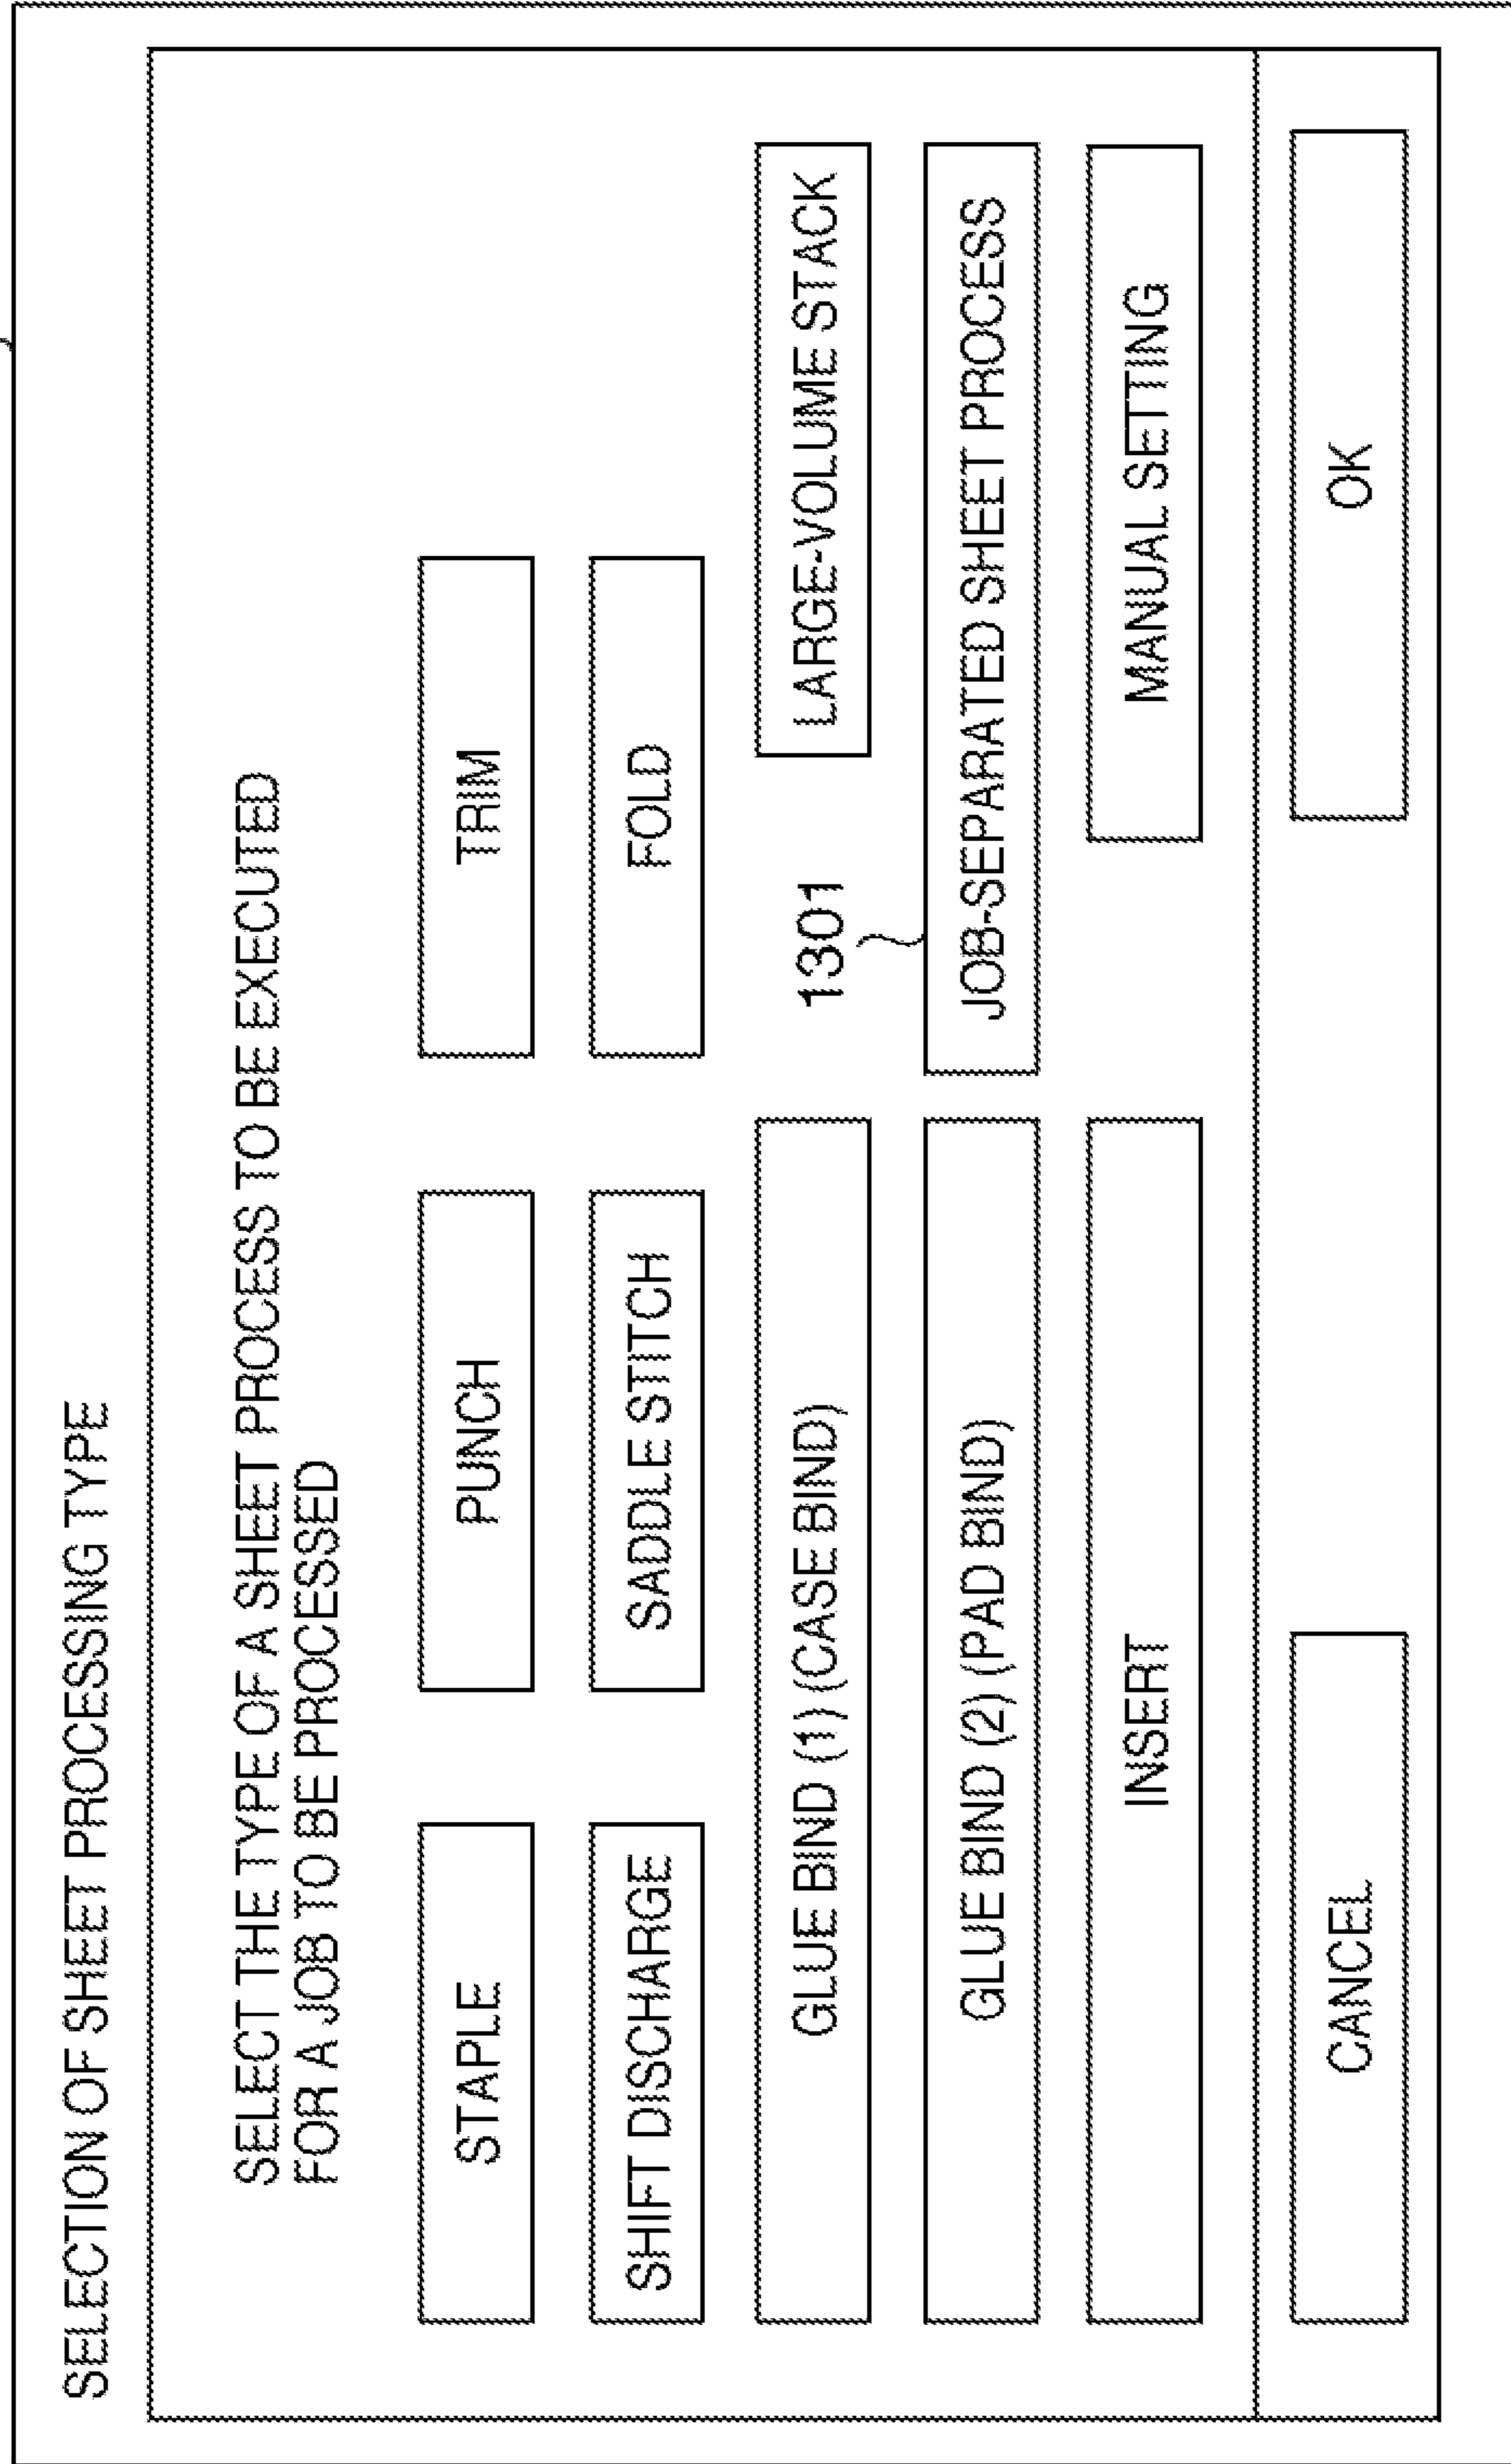 SELECTION OF SHEET PROCESSING TYPE
SELECT THE TYPE OF A SHEET PROCESS TO BE EXECUTED
FOR A JOB TO BE PROCESSED
STAPLE
PUNCH
TRIM
SHIFT DISCHARGE
SADDLE STITCH
FOLD
GLUE BIND (1) (CASE BIND)
1301
LARGE-VOLUME STACK
GLUE BIND (2) (PAD BIND)
JOB-SEPARATED SHEET PROCESS
INSERT
MANUAL SETTING
CANCEL
OK